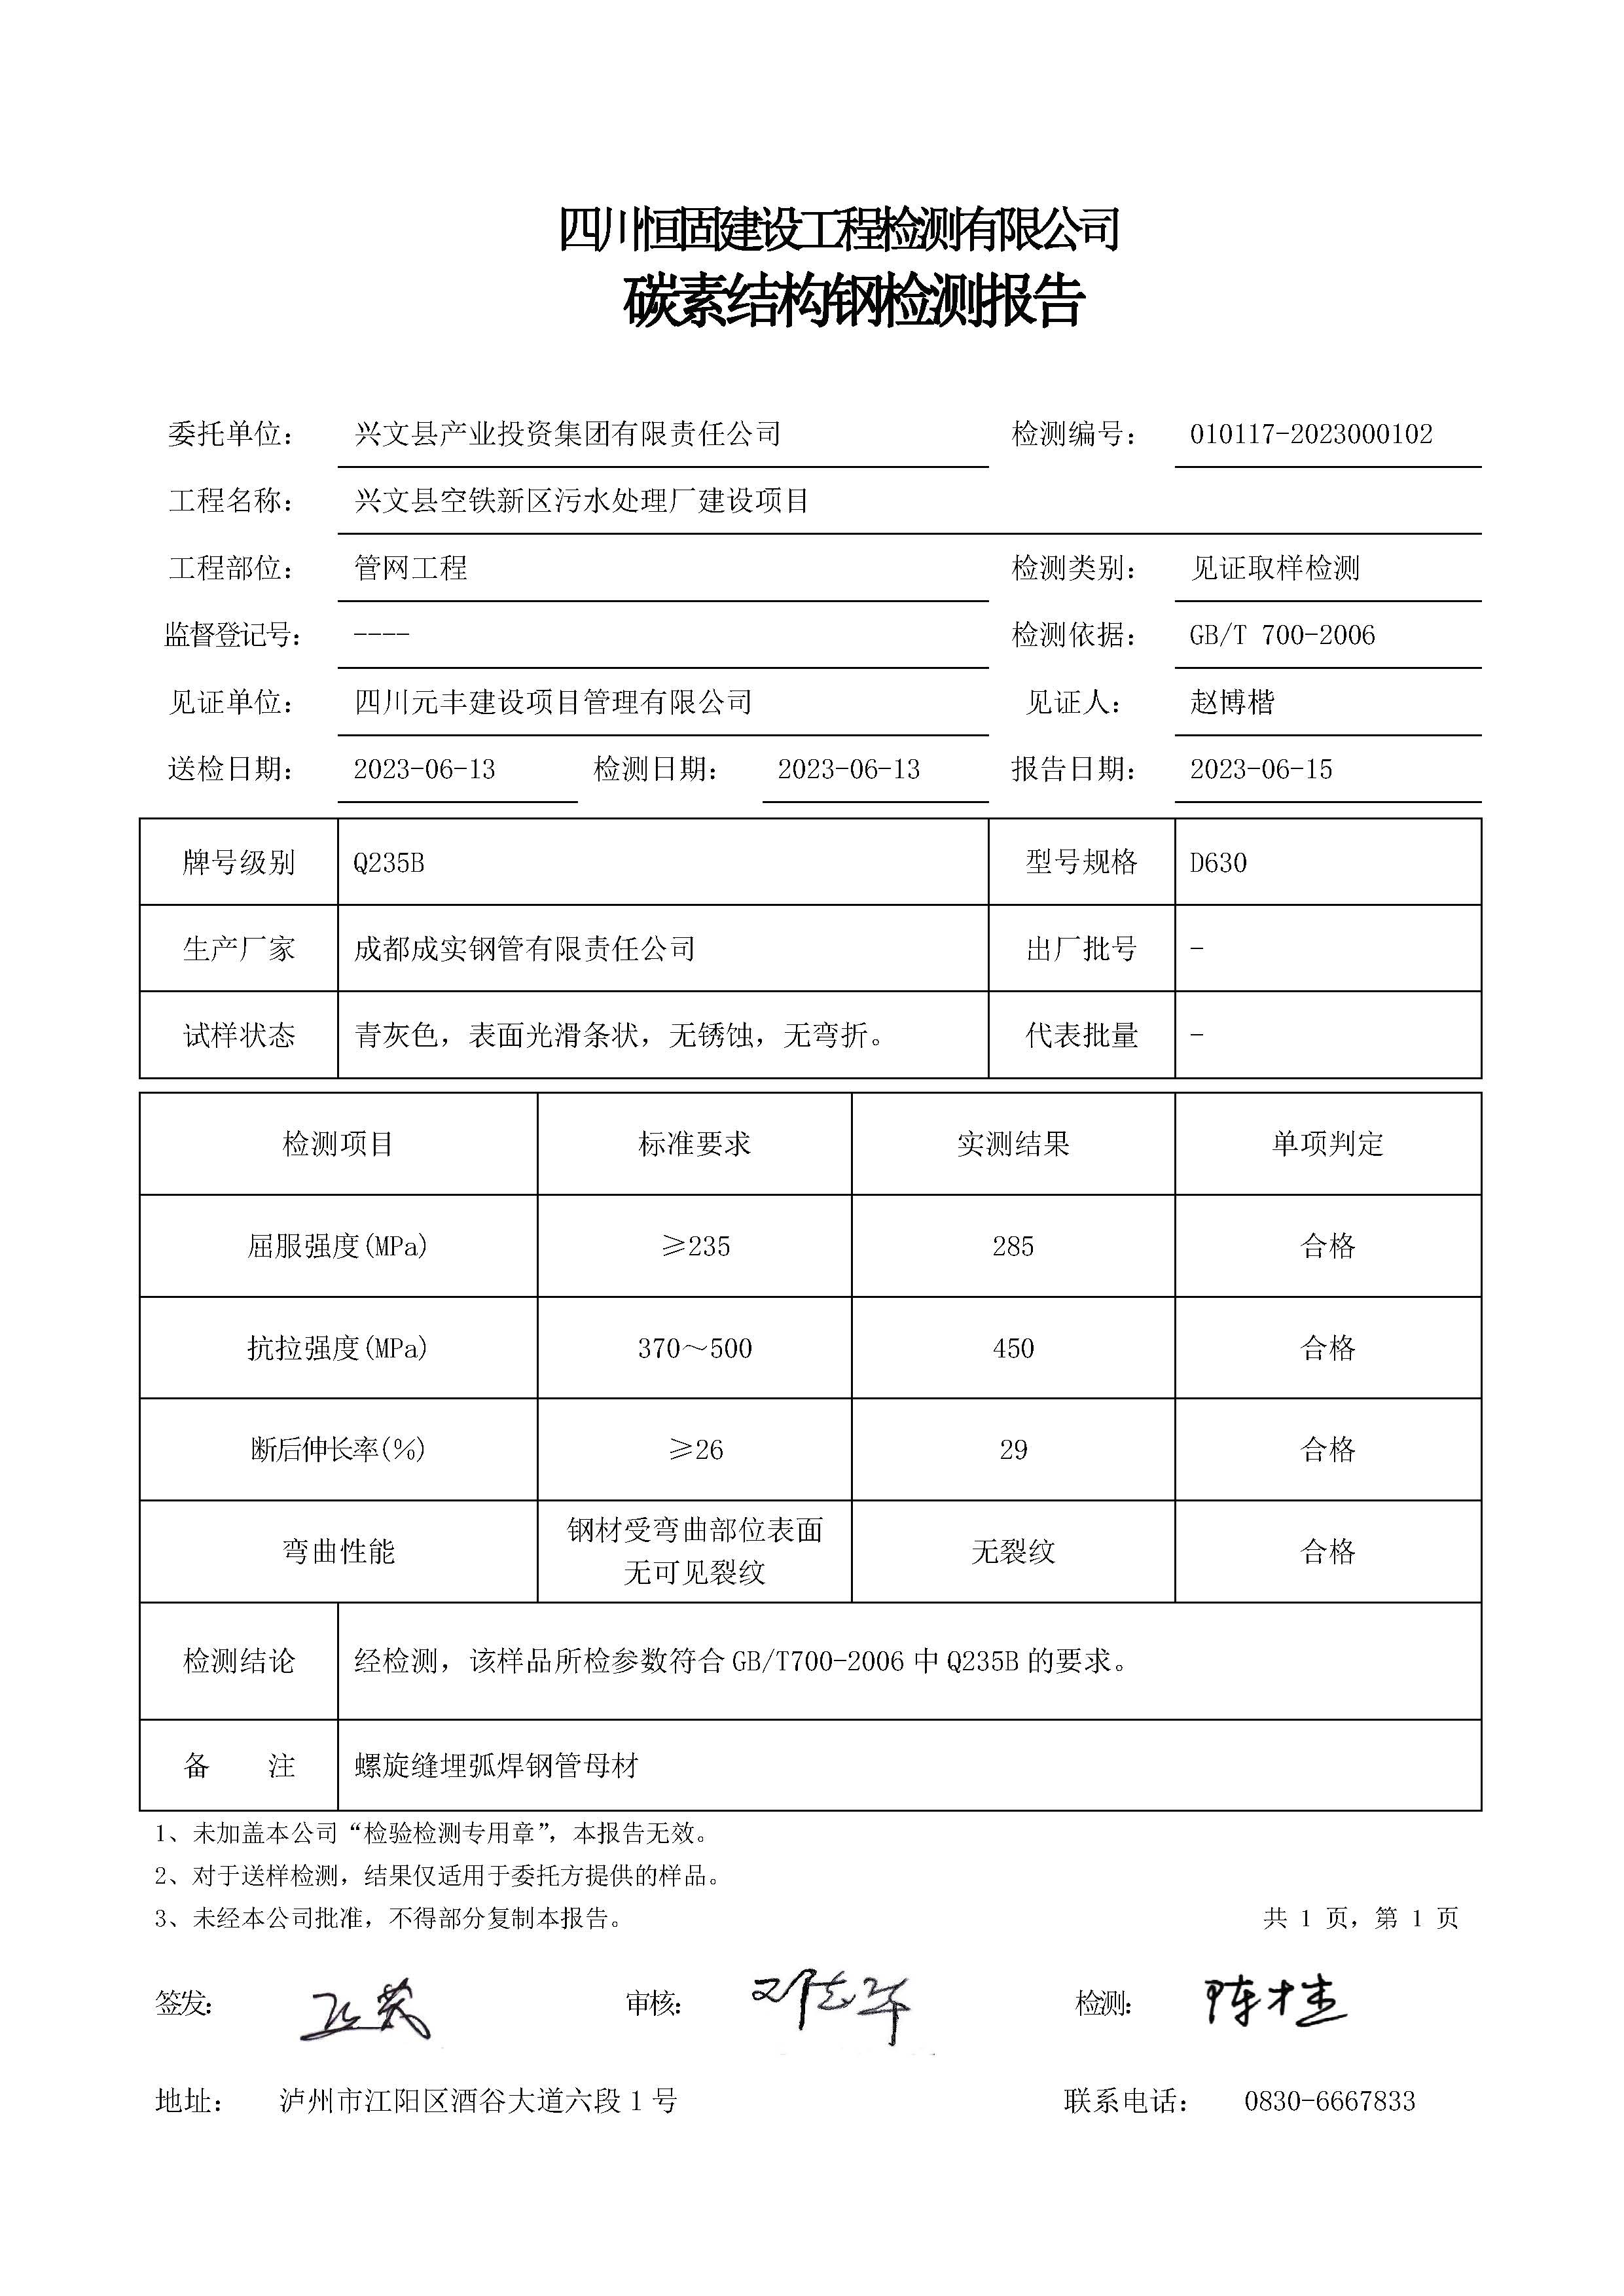 四川恒固建设工程检测有限公司
碳素结构钢检测报告
委托单位： 兴文县产业投资集团有限责任公司 检测编号： 010117-2023000102
工程名称： 兴文县空铁新区污水处理厂建设项目
工程部位： 管网工程 检测类别： 见证取样检测
监督登记号： ---- 检测依据： GB/T 700-2006
见证单位： 四川元丰建设项目管理有限公司 见证人： 赵博楷
送检日期： 2023-06-13 检测日期： 2023-06-13 报告日期： 2023-06-15
牌号级别 Q235B 型号规格 D630
生产厂家 成都成实钢管有限责任公司 出厂批号 -
试样状态 青灰色，表面光滑条状，无锈蚀，无弯折。 代表批量 -
检测项目 标准要求 实测结果 单项判定
屈服强度(MPa) ≥235 285 合格
抗拉强度(MPa) 370～500 450 合格
断后伸长率(%) ≥26 29 合格
弯曲性能 钢材受弯曲部位表面
无可见裂纹 无裂纹 合格
检测结论 经检测，该样品所检参数符合GB/T700-2006中Q235B的要求。
备 注 螺旋缝埋弧焊钢管母材
1、未加盖本公司“检验检测专用章”，本报告无效。
2、对于送样检测，结果仅适用于委托方提供的样品。
3、未经本公司批准，不得部分复制本报告。 共 1 页，第 1 页
签发： 审核： 检测：
地址： 泸州市江阳区酒谷大道六段1号 联系电话： 0830-6667833